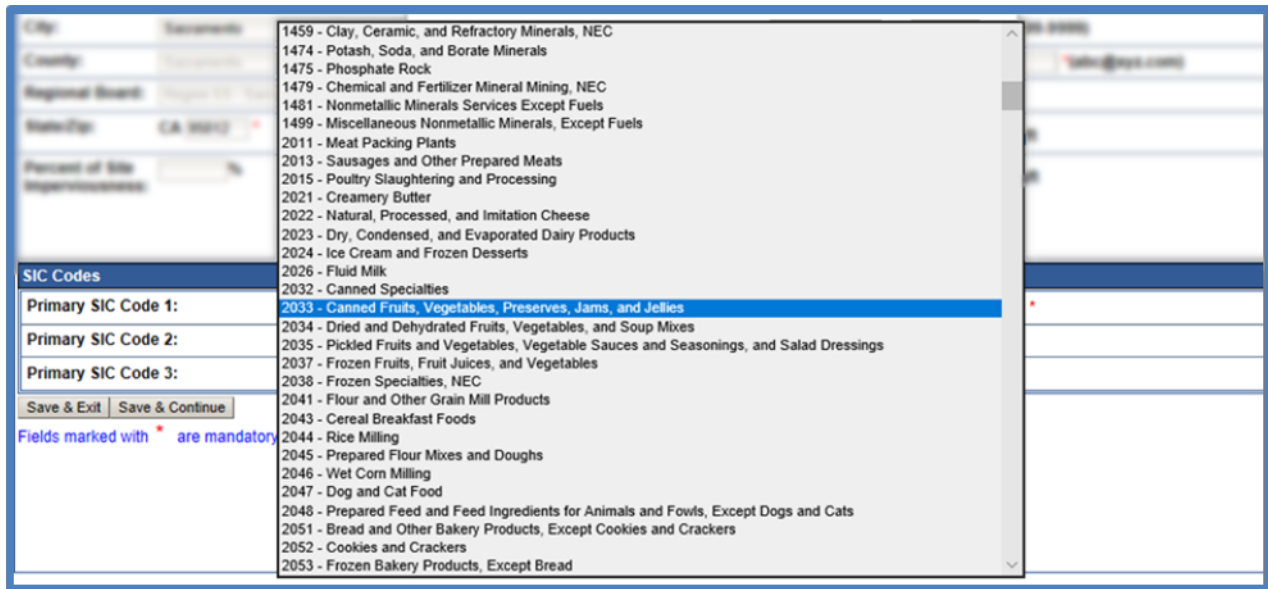 City:
County:
Regional Board:
State/Zip: CA 95812 *
Percent of Site
Imperviousness: %
*(abc@xyz.com)
1459 - Clay, Ceramic, and Refractory Minerals, NEC
1474 - Potash, Soda, and Borate Minerals
1475 - Phosphate Rock
1479 - Chemical and Fertilizer Mineral Mining, NEC
1481 - Nonmetallic Minerals Services Except Fuels
1499 - Miscellaneous Nonmetallic Minerals, Except Fuels
2011 - Meat Packing Plants
2013 - Sausages and Other Prepared Meats
2015 - Poultry Slaughtering and Processing
2021 - Creamery Butter
2022 - Natural, Processed, and Imitation Cheese
2023 - Dry, Condensed, and Evaporated Dairy Products
2024 - Ice Cream and Frozen Desserts
2026 - Fluid Milk
2032 - Canned Specialties
2033 - Canned Fruits, Vegetables, Preserves, Jams, and Jellies
2034 - Dried and Dehydrated Fruits, Vegetables, and Soup Mixes
2035 - Pickled Fruits and Vegetables, Vegetable Sauces and Seasonings, and Salad Dressings
2037 - Frozen Fruits, Fruit Juices, and Vegetables
2038 - Frozen Specialties, NEC
2041 - Flour and Other Grain Mill Products
2043 - Cereal Breakfast Foods
2044 - Rice Milling
2045 - Prepared Flour Mixes and Doughs
2046 - Wet Corn Milling
2047 - Dog and Cat Food
2048 - Prepared Feed and Feed Ingredients for Animals and Fowls, Except Dogs and Cats
2051 - Bread and Other Bakery Products, Except Cookies and Crackers
2052 - Cookies and Crackers
2053 - Frozen Bakery Products, Except Bread
SIC Codes
Primary SIC Code 1: *
Primary SIC Code 2:
Primary SIC Code 3:
Save & Exit Save & Continue
Fields marked with * are mandatory